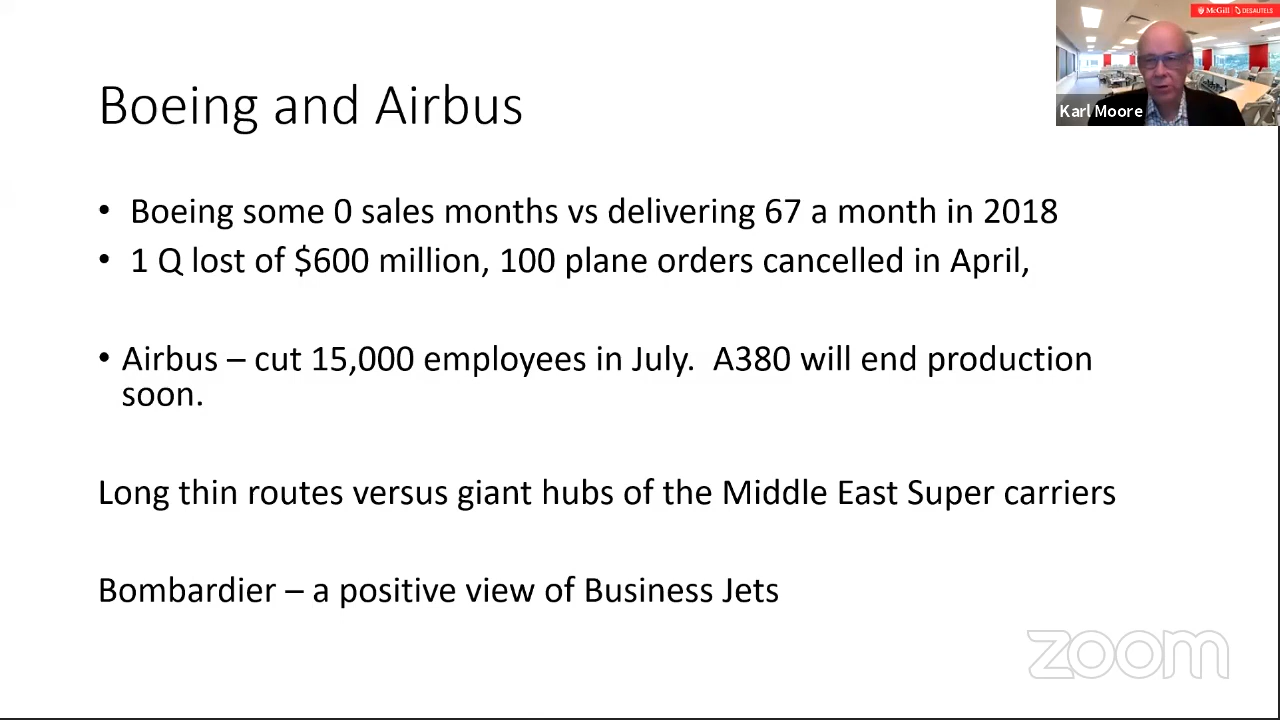 McGill DESAUTELS
Karl Moore
Boeing and Airbus
• Boeing some 0 sales months vs delivering 67 a month in 2018
• 1 Q lost of $600 million, 100 plane orders cancelled in April,
• Airbus – cut 15,000 employees in July.  A380 will end production
soon.
Long thin routes versus giant hubs of the Middle East Super carriers
Bombardier – a positive view of Business Jets
zoom